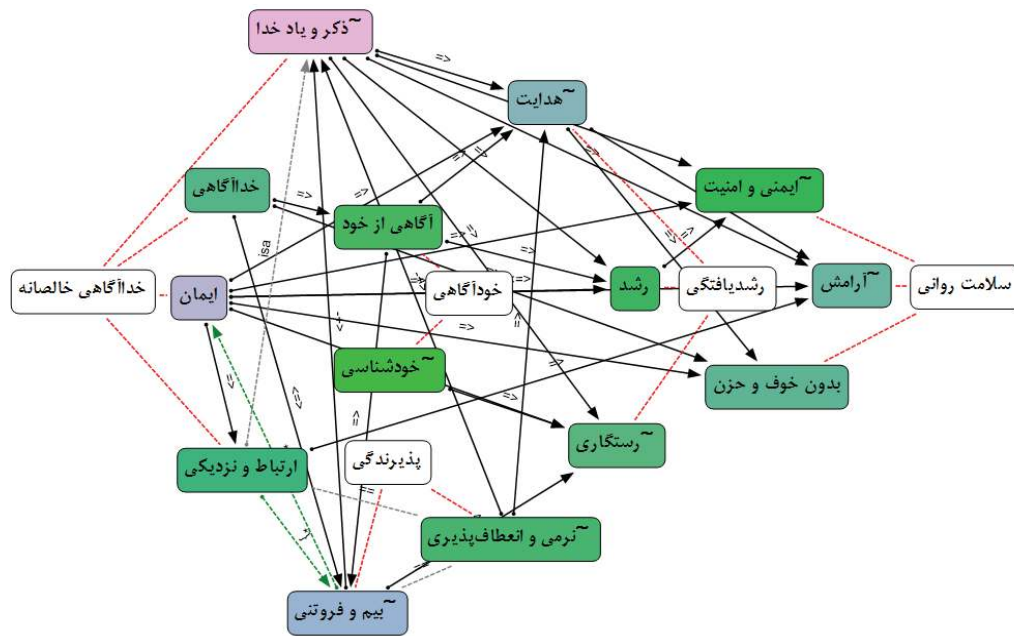 ~ذکر و یاد خدا
=>
~هدایت
=>
~ایمنی و امنیت
خداآگاهی
=>
=>
=>
آگاهی از خود
isa
=>
=>
=>
=>
=>
خداآگاهی خالصانه
ایمان
خودآگاهی
=>
رشد
رشدیافتگی
~آرامش
سلامت روانی
=>
=>
~خودشناسی
=>
بدون خوف و حزن
<=
<=>
=>
=>
~رستگاری
ارتباط و نزدیکی
پذیرندگی
==
~نرمی و انعطاف‌پذیری
~بیم و فروتنی